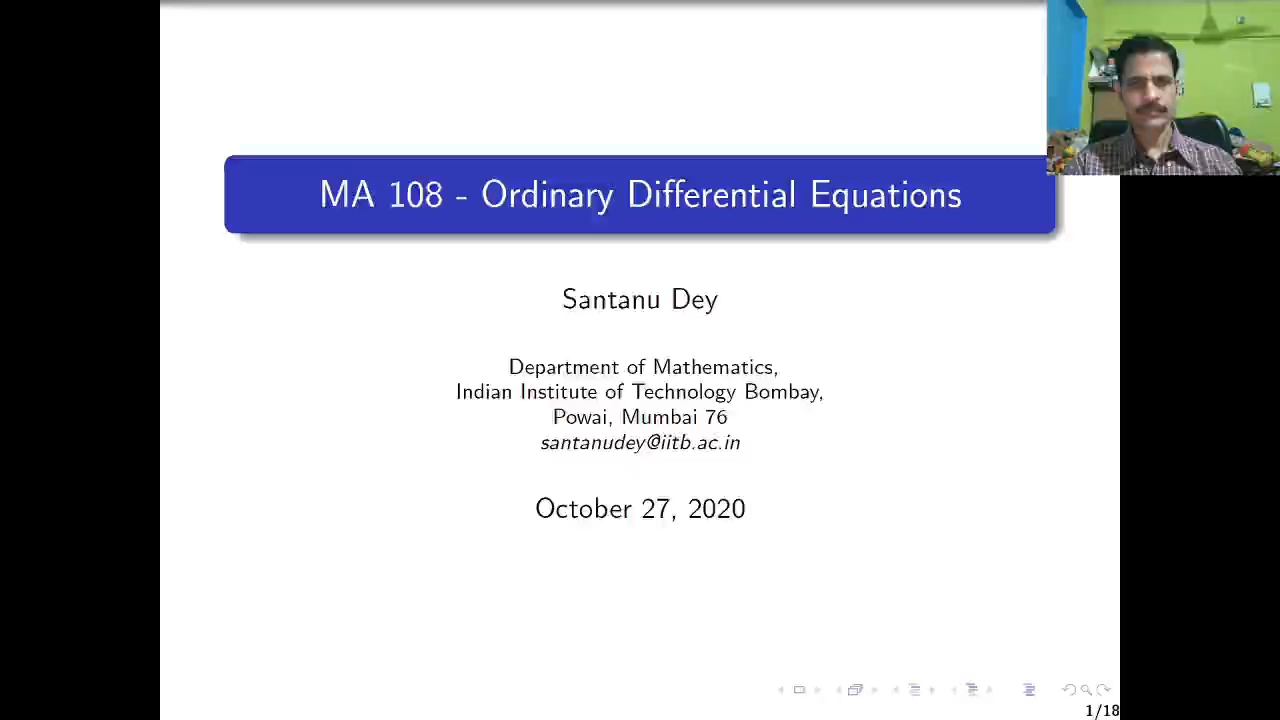 MA 108 - Ordinary Differential Equations
Santanu Dey
Department of Mathematics,
Indian Institute of Technology Bombay,
Powai, Mumbai 76
santanudey@iitb.ac.in
October 27, 2020
1/18